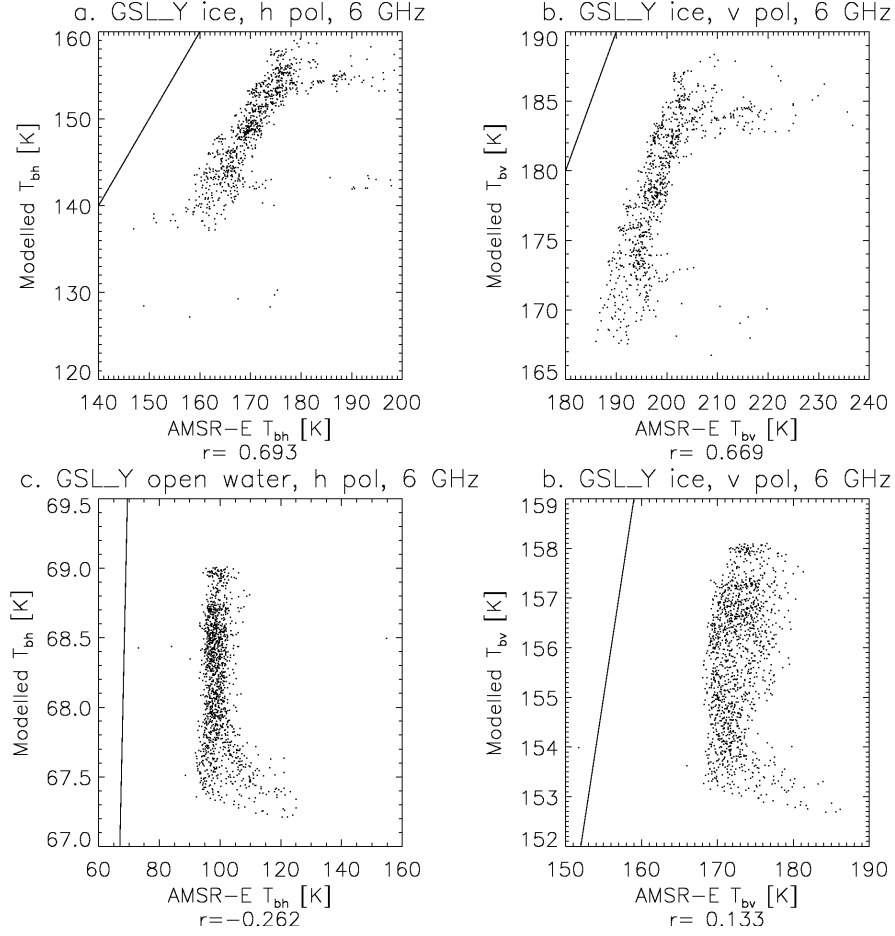 a. GSL_Y ice, h pol, 6 GHz
160
150
140
130
120
Modelled T_bh [K]
140 150 160 170 180 190 200
AMSR-E T_bh [K]
r= 0.693
b. GSL_Y ice, v pol, 6 GHz
190
185
180
175
170
165
Modelled T_bv [K]
180 190 200 210 220 230 240
AMSR-E T_bv [K]
r= 0.669
c. GSL_Y open water, h pol, 6 GHz
69.5
69.0
68.5
68.0
67.5
67.0
Modelled T_bh [K]
60 80 100 120 140 160
AMSR-E T_bh [K]
r=-0.262
b. GSL_Y ice, v pol, 6 GHz
159
158
157
156
155
154
153
152
Modelled T_bv [K]
150 160 170 180 190
AMSR-E T_bv [K]
r= 0.133